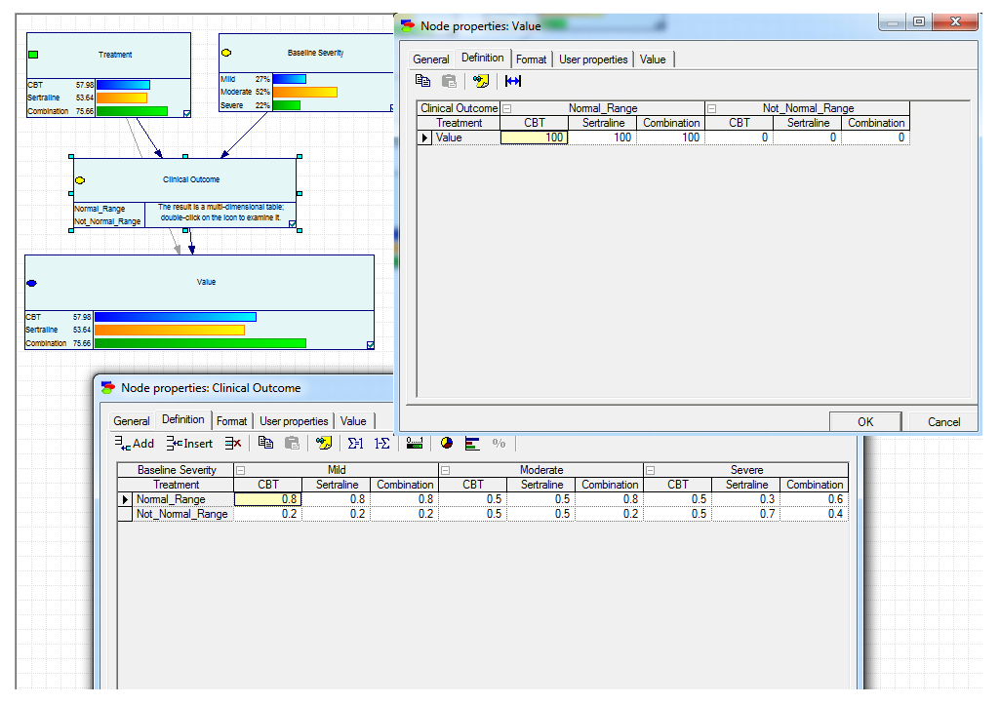 Treatment
CBT 57.98
Sertraline 53.64
Combination 75.66
Baseline Severity
Mild 27%
Moderate 52%
Severe 22%
Clinical Outcome
Normal_Range
Not_Normal_Range
The result is a multi-dimensional table;
double-click on the icon to examine it.
Value
CBT 57.98
Sertraline 53.64
Combination 75.66
Node properties: Value
General Definition Format User properties Value
Clinical Outcome Normal_Range Not_Normal_Range
Treatment CBT Sertraline Combination CBT Sertraline Combination
Value 100 100 100 0 0 0
OK Cancel
Node properties: Clinical Outcome
General Definition Format User properties Value
Add Insert Σ=1 1-Σ %
Baseline Severity Mild Moderate Severe
Treatment CBT Sertraline Combination CBT Sertraline Combination CBT Sertraline Combination
Normal_Range 0.8 0.8 0.8 0.5 0.5 0.8 0.5 0.3 0.6
Not_Normal_Range 0.2 0.2 0.2 0.5 0.5 0.2 0.5 0.7 0.4